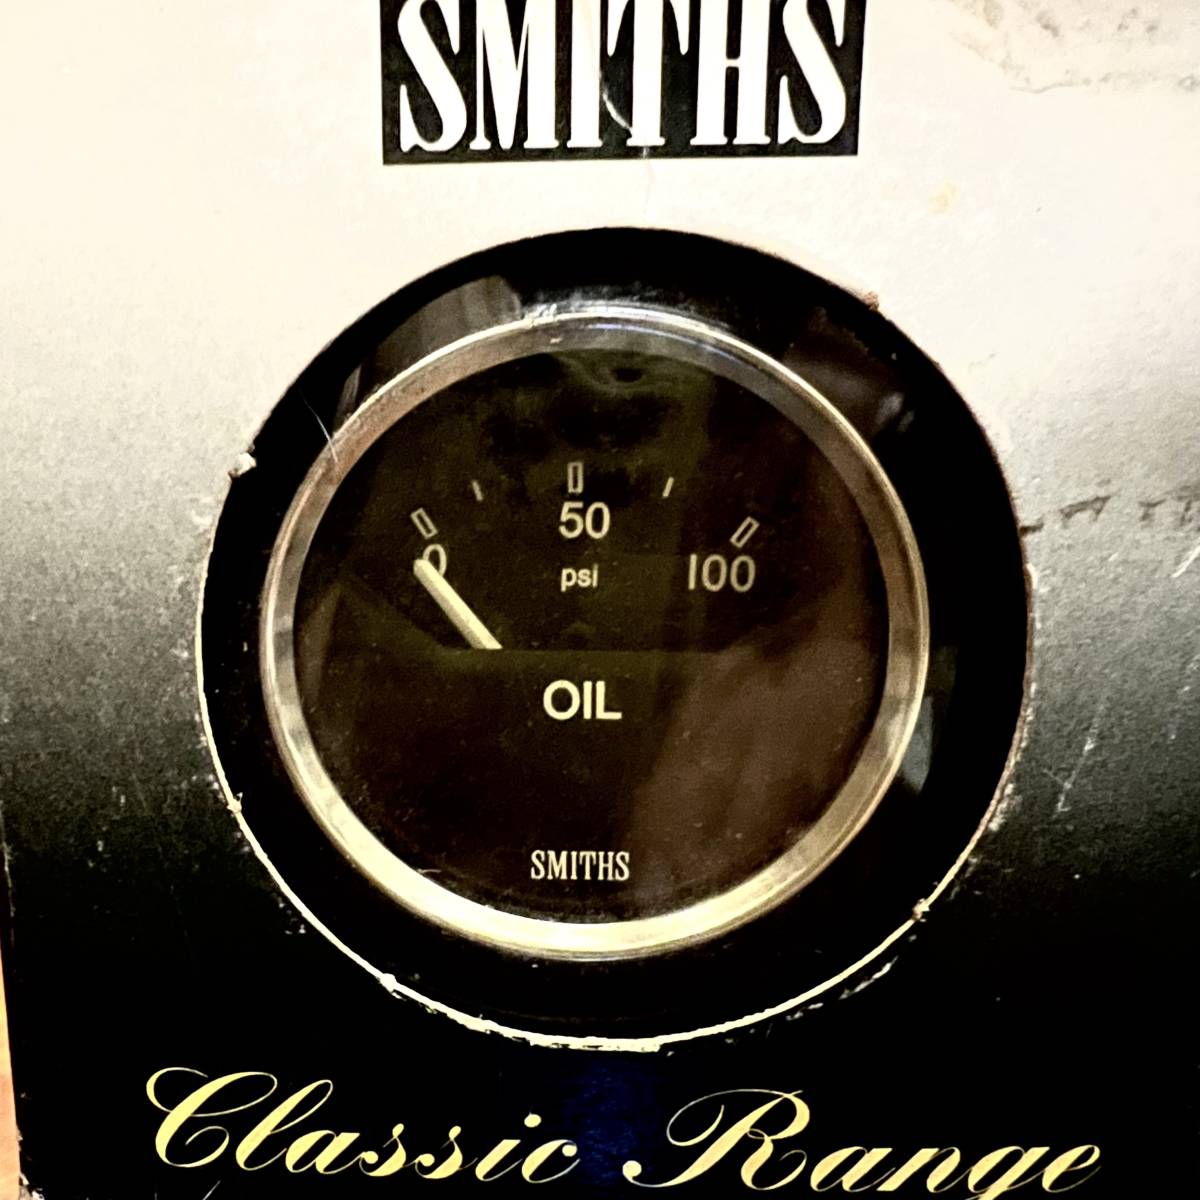 SMITHS
50
0
psi
100
OIL
SMITHS
Classic Range